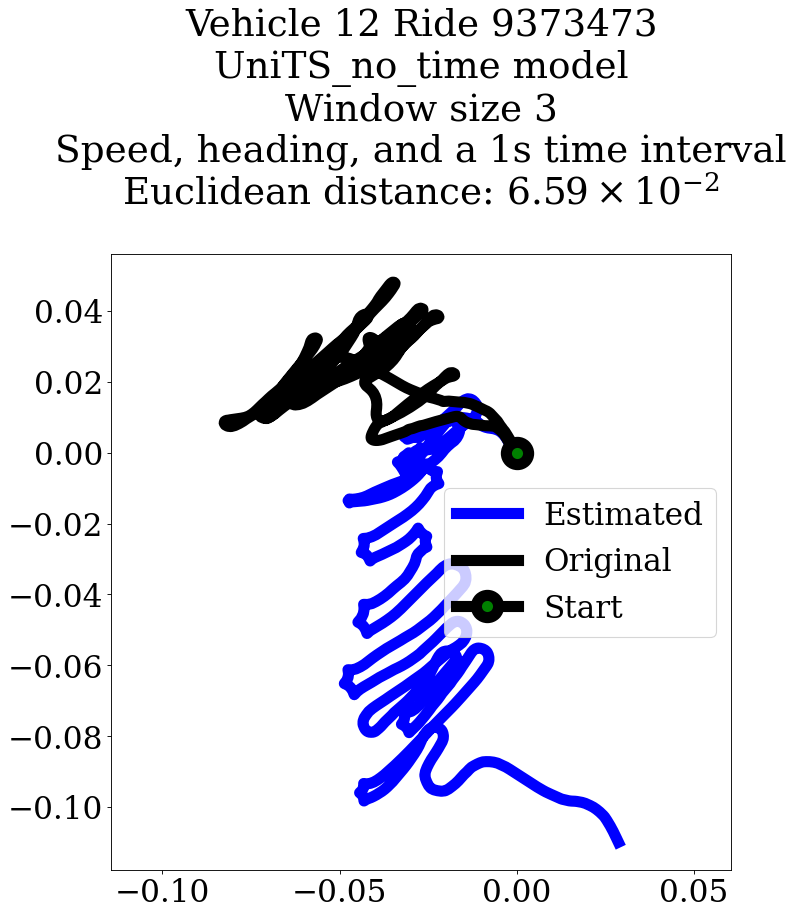 Vehicle 12 Ride 9373473
UniTS_no_time model
Window size 3
Speed, heading, and a 1s time interval
Euclidean distance: 6.59 × 10⁻²
0.04
0.02
0.00
−0.02
−0.04
−0.06
−0.08
−0.10
Estimated
Original
Start
−0.10 −0.05 0.00 0.05